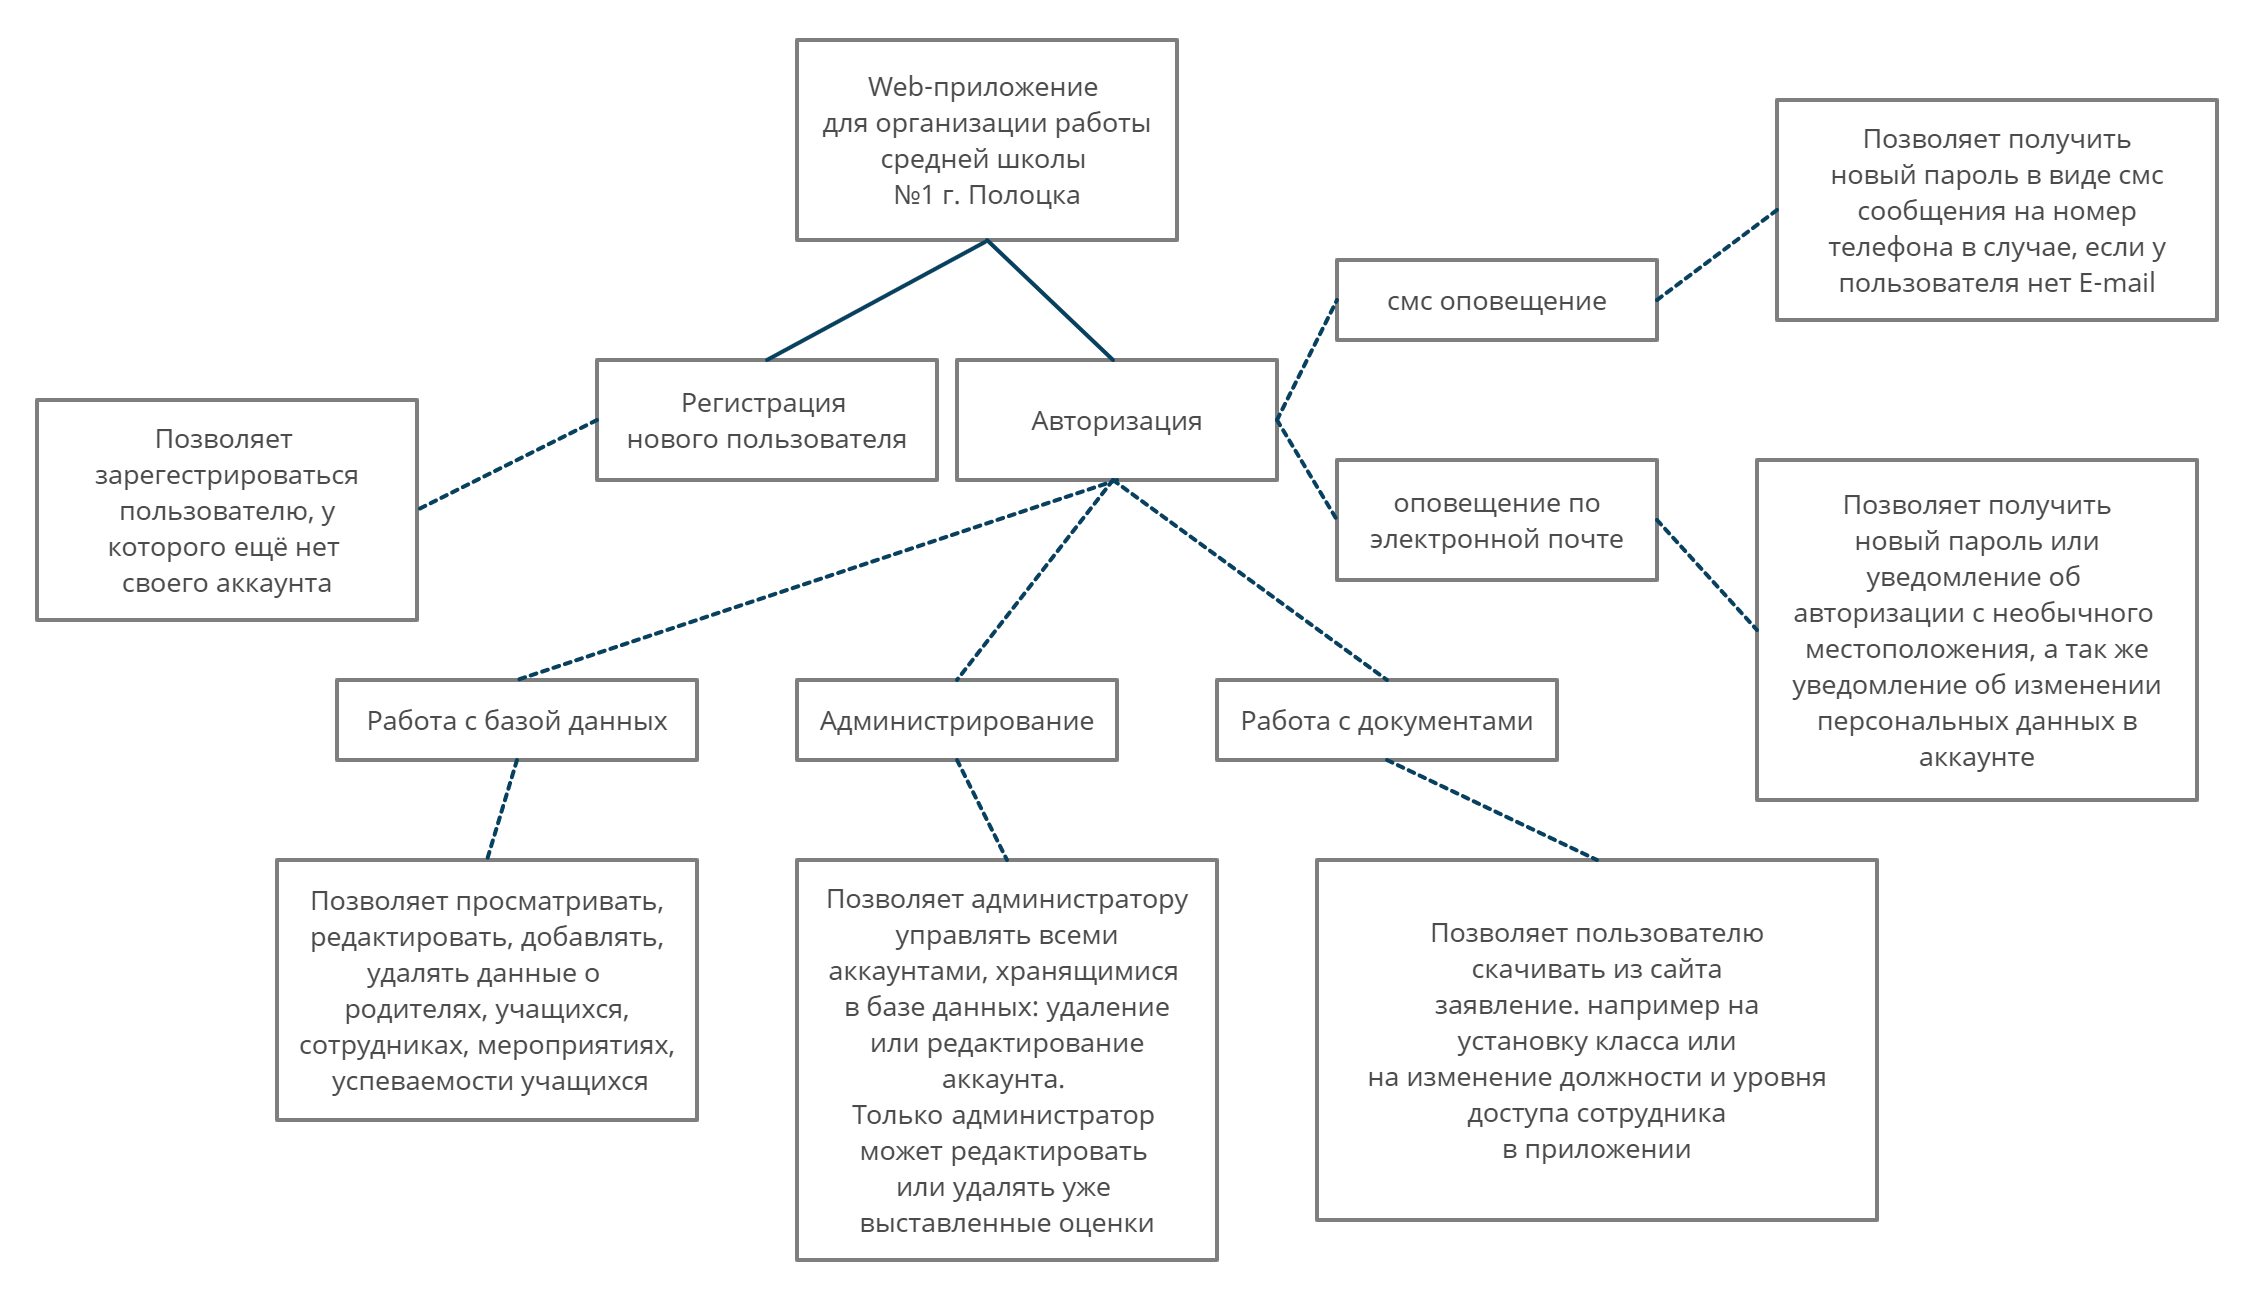 Web-приложение
для организации работы
средней школы
№1 г. Полоцка
Позволяет получить
новый пароль в виде смс
сообщения на номер
телефона в случае, если у
пользователя нет E-mail
смс оповещение
Регистрация
нового пользователя
Авторизация
Позволяет
зарегестрироваться
пользователю, у
которого ещё нет
своего аккаунта
оповещение по
электронной почте
Позволяет получить
новый пароль или
уведомление об
авторизации с необычного
местоположения, а так же
уведомление об изменении
персональных данных в
аккаунте
Работа с базой данных
Администрирование
Работа с документами
Позволяет просматривать,
редактировать, добавлять,
удалять данные о
родителях, учащихся,
сотрудниках, мероприятиях,
успеваемости учащихся
Позволяет администратору
управлять всеми
аккаунтами, хранящимися
в базе данных: удаление
или редактирование
аккаунта.
Только администратор
может редактировать
или удалять уже
выставленные оценки
Позволяет пользователю
скачивать из сайта
заявление. например на
установку класса или
на изменение должности и уровня
доступа сотрудника
в приложении